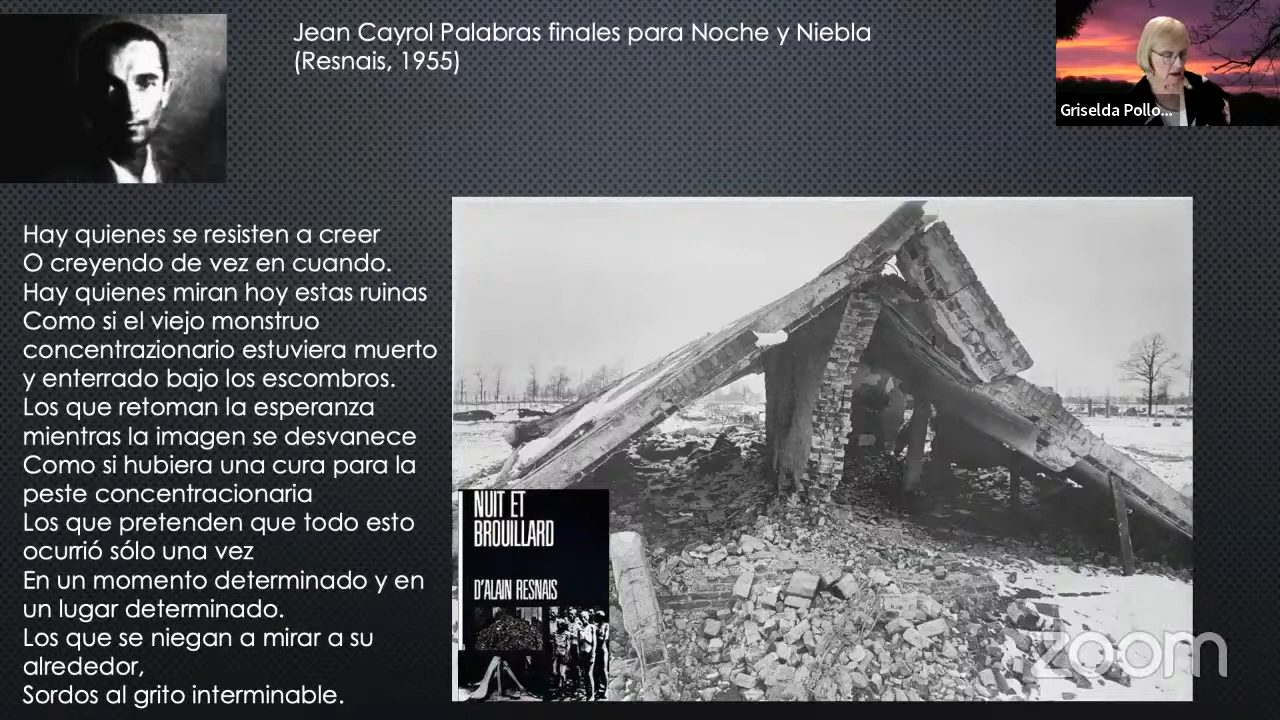 Jean Cayrol Palabras finales para Noche y Niebla
(Resnais, 1955)
Griselda Pollo...
Hay quienes se resisten a creer
O creyendo de vez en cuando.
Hay quienes miran hoy estas ruinas
Como si el viejo monstruo
concentrazionario estuviera muerto
y enterrado bajo los escombros.
Los que retoman la esperanza
mientras la imagen se desvanece
Como si hubiera una cura para la
peste concentracionaria
Los que pretenden que todo esto
ocurrió sólo una vez
En un momento determinado y en
un lugar determinado.
Los que se niegan a mirar a su
alrededor,
Sordos al grito interminable.
NUIT ET
BROUILLARD
D'ALAIN RESNAIS
zoom